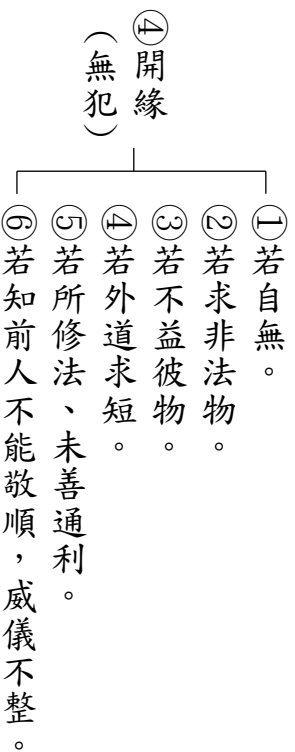 ④開緣
（無犯）
①若自無。
②若求非法物。
③若不益彼物。
④若外道求短。
⑤若所修法、未善通利。
⑥若知前人不能敬順，威儀不整。